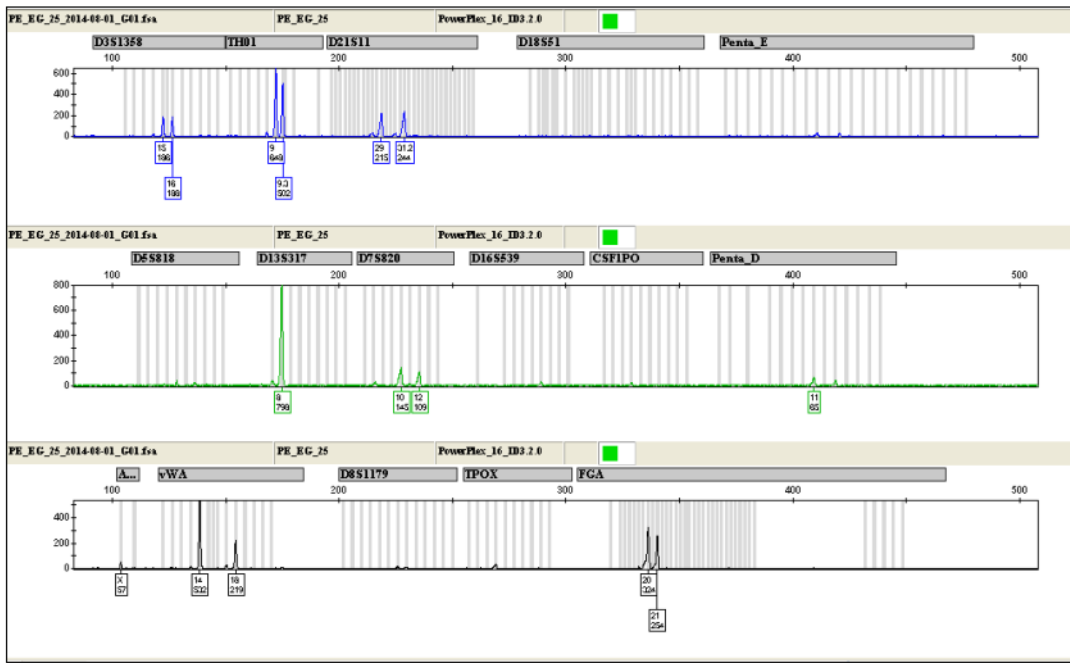 PE_EG_25_2014-08-01_G01.fsa PE_EG_25 PowerPlex_16_ID3.2.0
D3S1358 TH01 D21S11 D18S51 Penta_E
100 200 300 400 500
600
400
200
0
15 9 29 31.2
186 648 215 244
16 9.3
188 502
PE_EG_25_2014-08-01_G01.fsa PE_EG_25 PowerPlex_16_ID3.2.0
D5S818 D13S317 D7S820 D16S539 CSF1PO Penta_D
100 200 300 400 500
800
600
400
200
0
8 10 12 11
798 145 109 65
PE_EG_25_2014-08-01_G01.fsa PE_EG_25 PowerPlex_16_ID3.2.0
A... vWA D8S1179 TPOX FGA
100 200 300 400 500
400
200
0
X 14 18 20
57 532 219 324
21
254